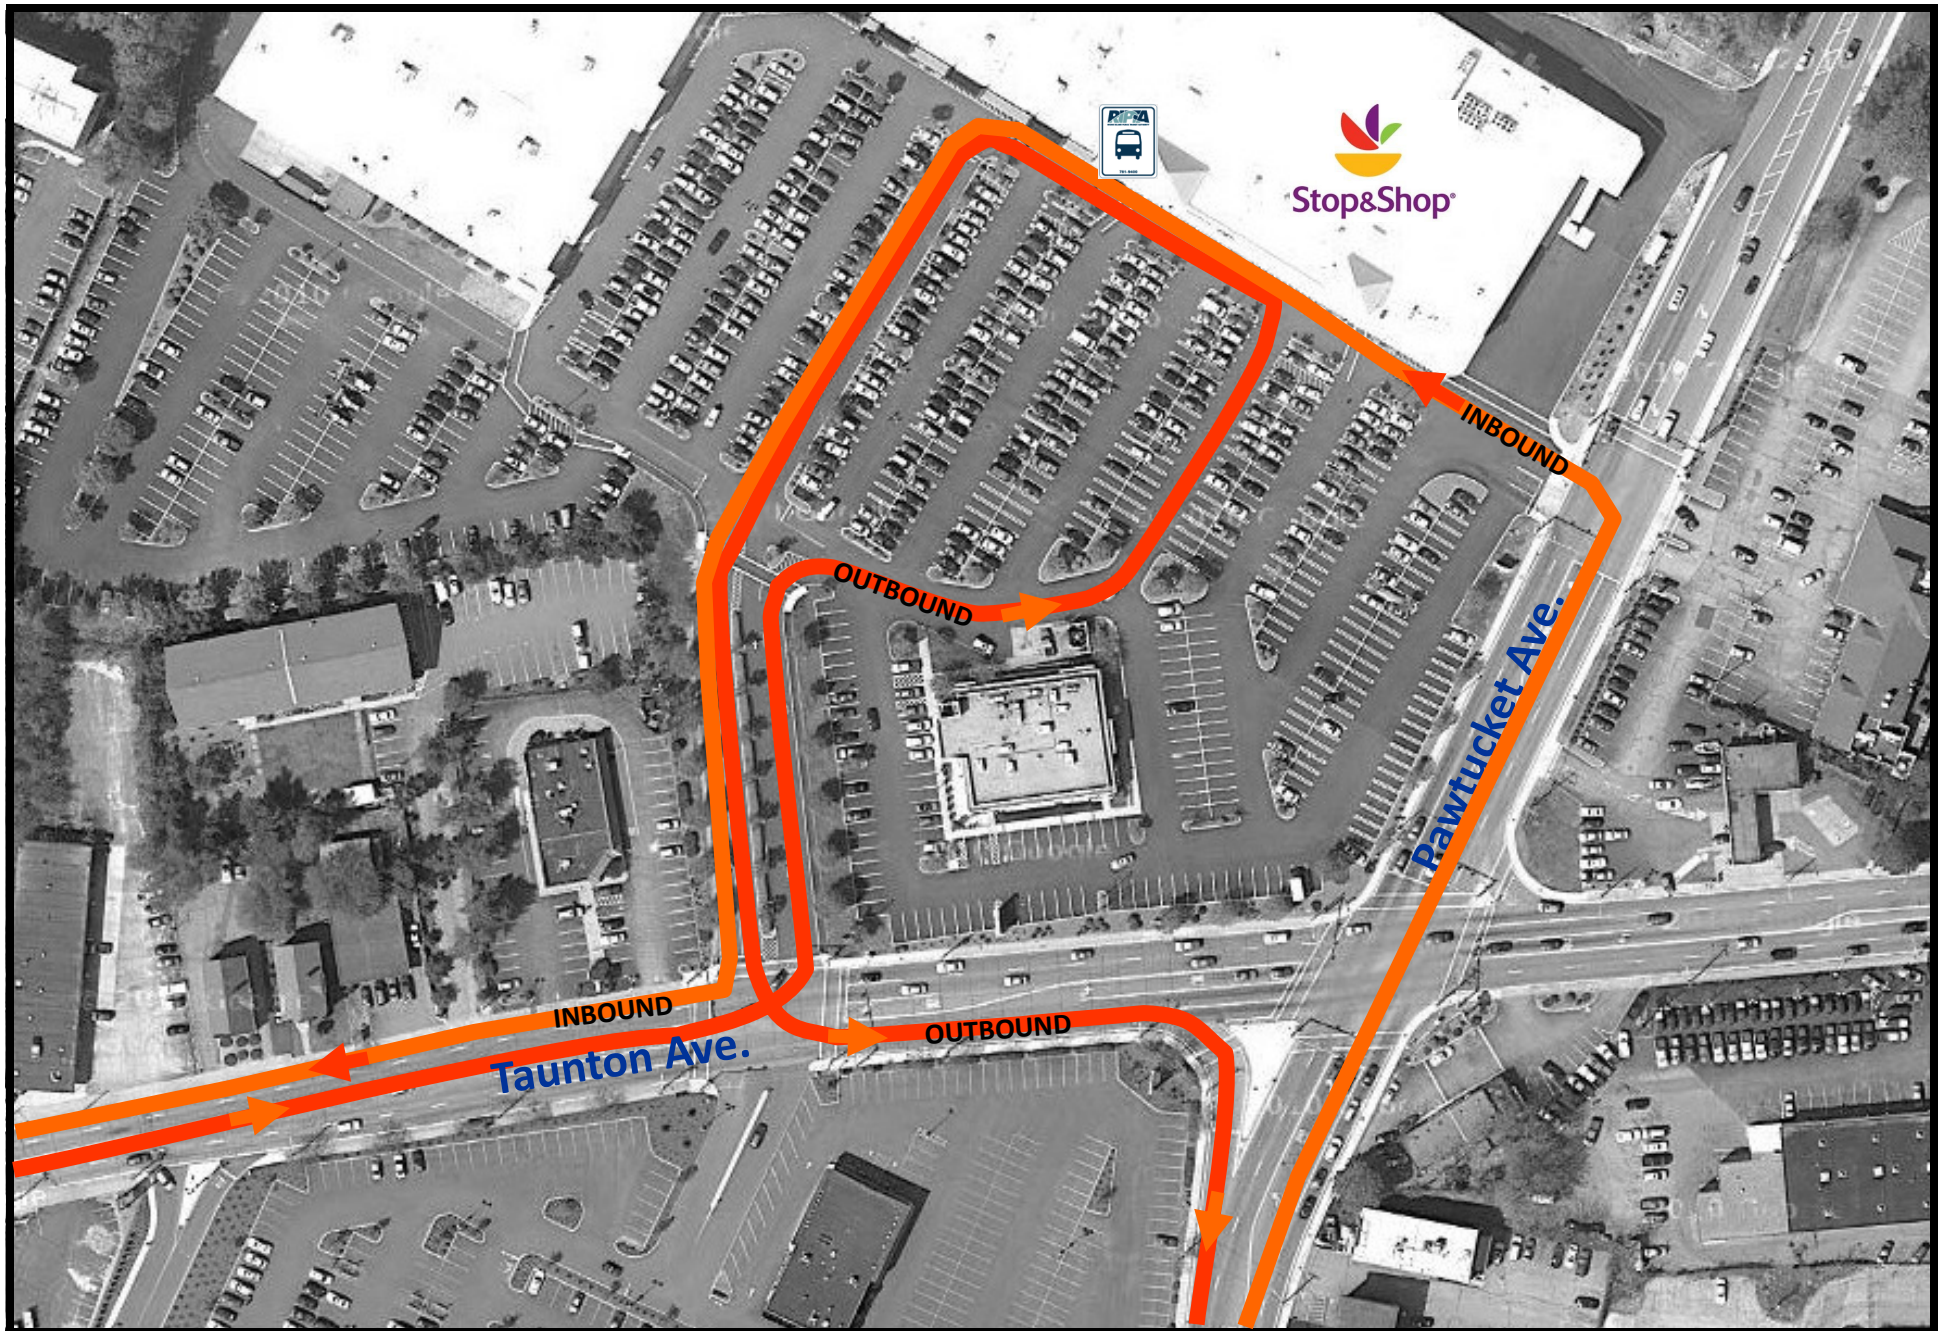 RIPTA
Stop&Shop
INBOUND
OUTBOUND
Pawtucket Ave.
INBOUND
OUTBOUND
Taunton Ave.